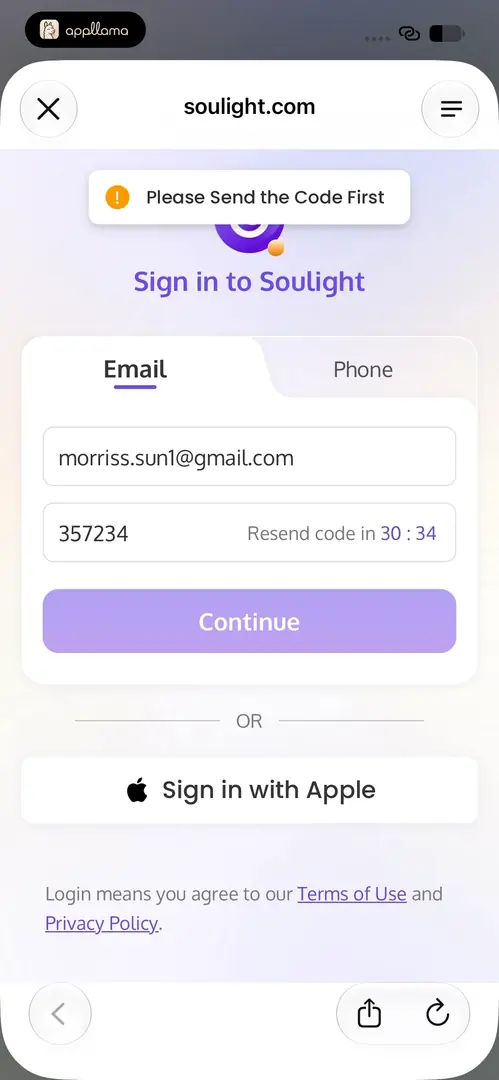 appllama
soulight.com
Please Send the Code First
Sign in to Soulight
Email
Phone
morriss.sun1@gmail.com
357234
Resend code in 30 : 34
Continue
OR
Sign in with Apple
Login means you agree to our Terms of Use and
Privacy Policy.